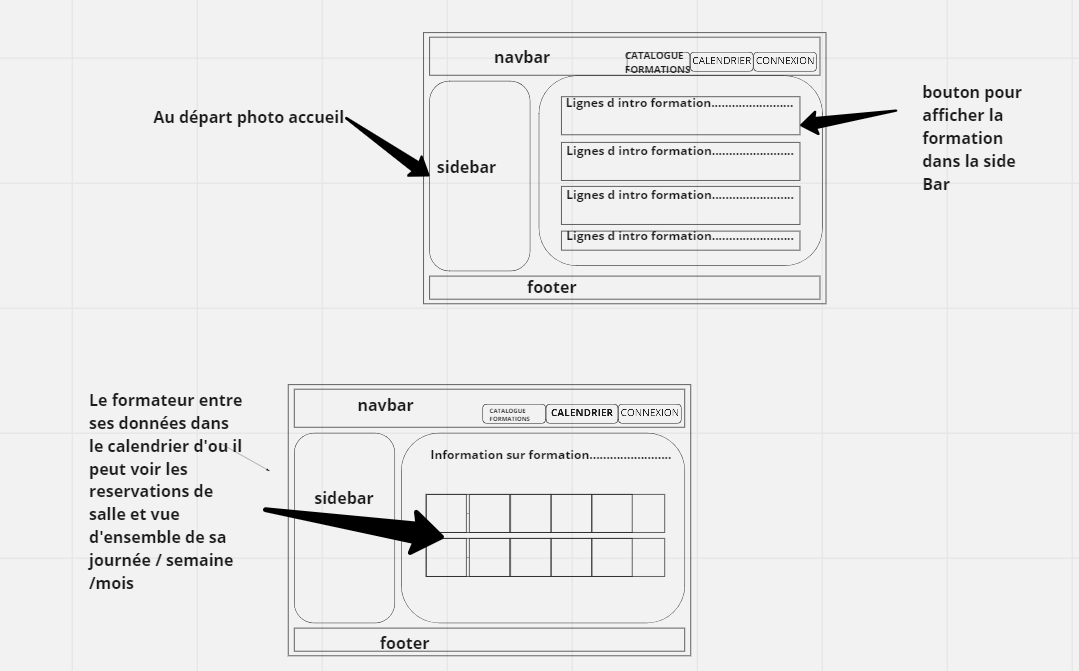 navbar
CATALOGUE
FORMATIONS
CALENDRIER
CONNEXION
Au départ photo accueil
sidebar
Lignes d intro formation........................
Lignes d intro formation........................
Lignes d intro formation........................
Lignes d intro formation........................
footer
bouton pour
afficher la
formation
dans la side
Bar
Le formateur entre
ses données dans
le calendrier d'ou il
peut voir les
reservations de
salle et vue
d'ensemble de sa
journée / semaine
/mois
navbar
CATALOGUE
FORMATIONS
CALENDRIER
CONNEXION
sidebar
Information sur formation........................
footer